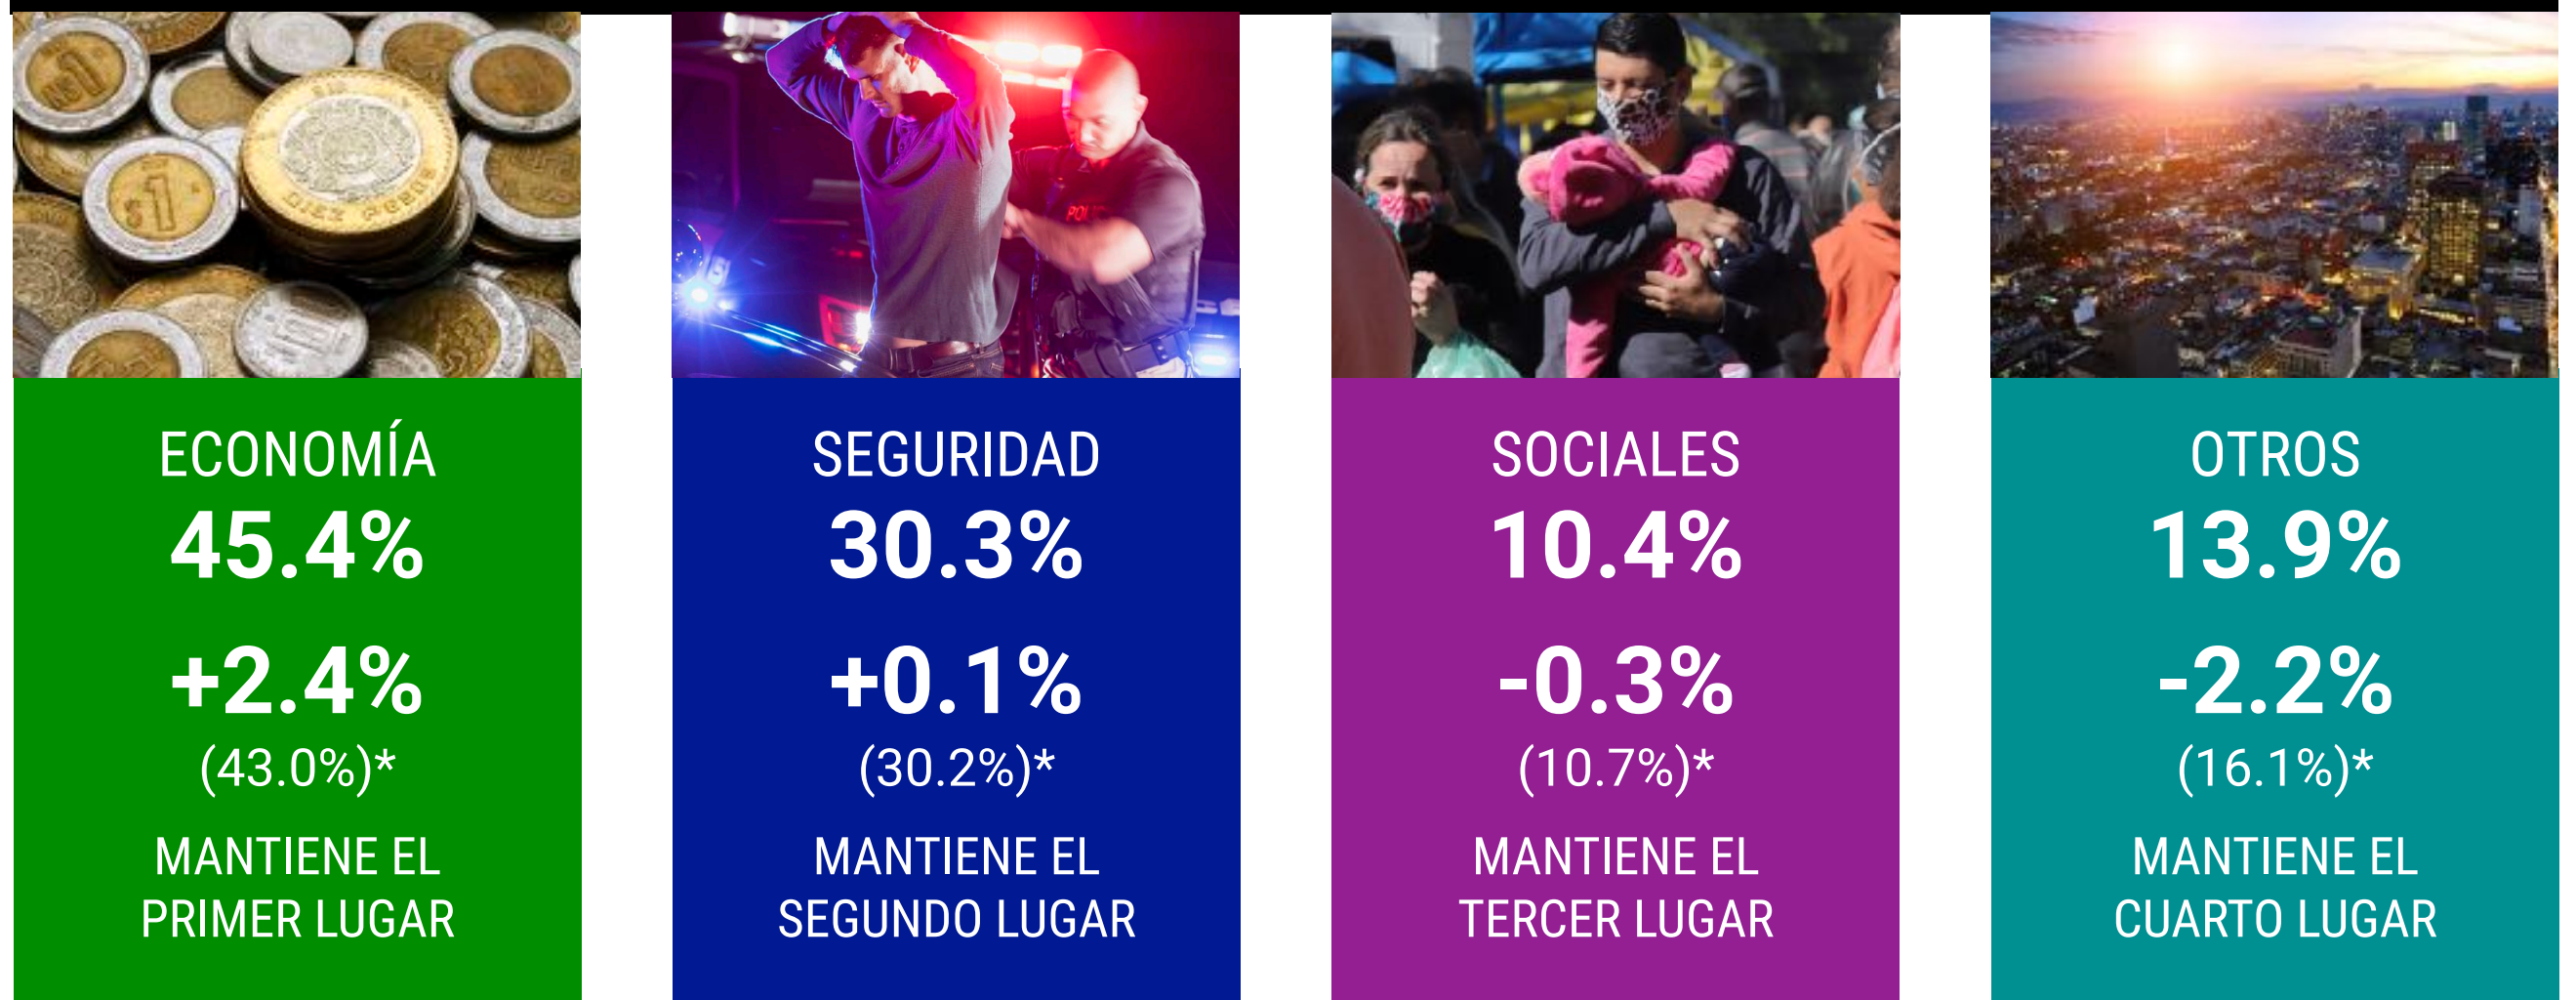 ECONOMÍA
45.4%
+2.4%
(43.0%)*
MANTIENE EL
PRIMER LUGAR
SEGURIDAD
30.3%
+0.1%
(30.2%)*
MANTIENE EL
SEGUNDO LUGAR
SOCIALES
10.4%
-0.3%
(10.7%)*
MANTIENE EL
TERCER LUGAR
OTROS
13.9%
-2.2%
(16.1%)*
MANTIENE EL
CUARTO LUGAR